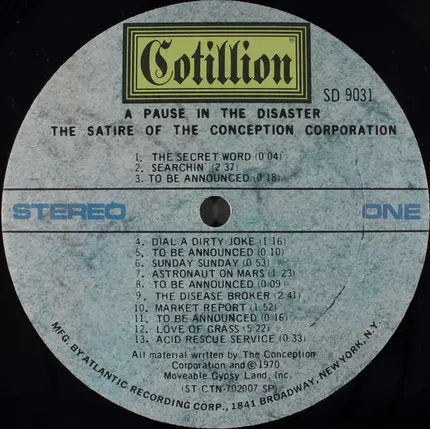 Cotillion
SD 9031
A PAUSE IN THE DISASTER
THE SATIRE OF THE CONCEPTION CORPORATION
1. THE SECRET WORD (0:04)
2. SEARCHIN' (2:37)
3. TO BE ANNOUNCED (0:18)
STEREO ONE
4. DIAL A DIRTY JOKE (1:16)
5. TO BE ANNOUNCED (0:10)
6. SUNDAY SUNDAY (0:53)
7. ASTRONAUT ON MARS (1:23)
8. TO BE ANNOUNCED (0:09)
9. THE DISEASE BROKER (2:41)
10. MARKET REPORT (1:52)
11. TO BE ANNOUNCED (0:16)
12. LOVE OF GRASS (5:22)
13. ACID RESCUE SERVICE (0:33)
All material written by The Conception
Corporation and © 1970
Moveable Gypsy Land, Inc.
(ST-CTN-702007 SP)
MFG. BY ATLANTIC RECORDING CORP., 1841 BROADWAY, NEW YORK, N.Y.